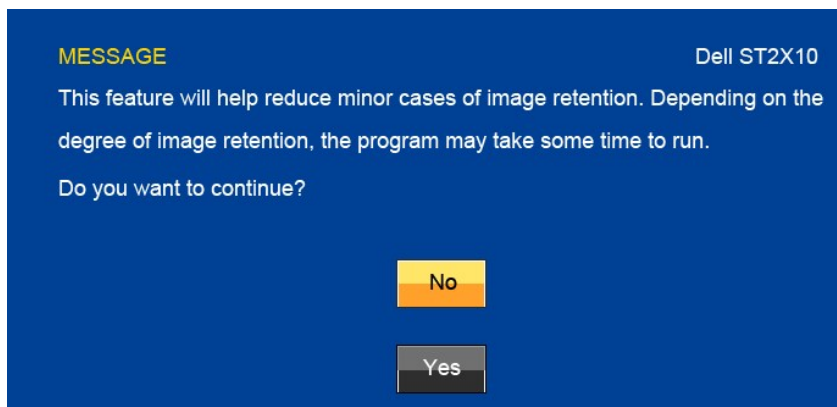 MESSAGE Dell ST2X10
This feature will help reduce minor cases of image retention. Depending on the
degree of image retention, the program may take some time to run.
Do you want to continue?
No
Yes